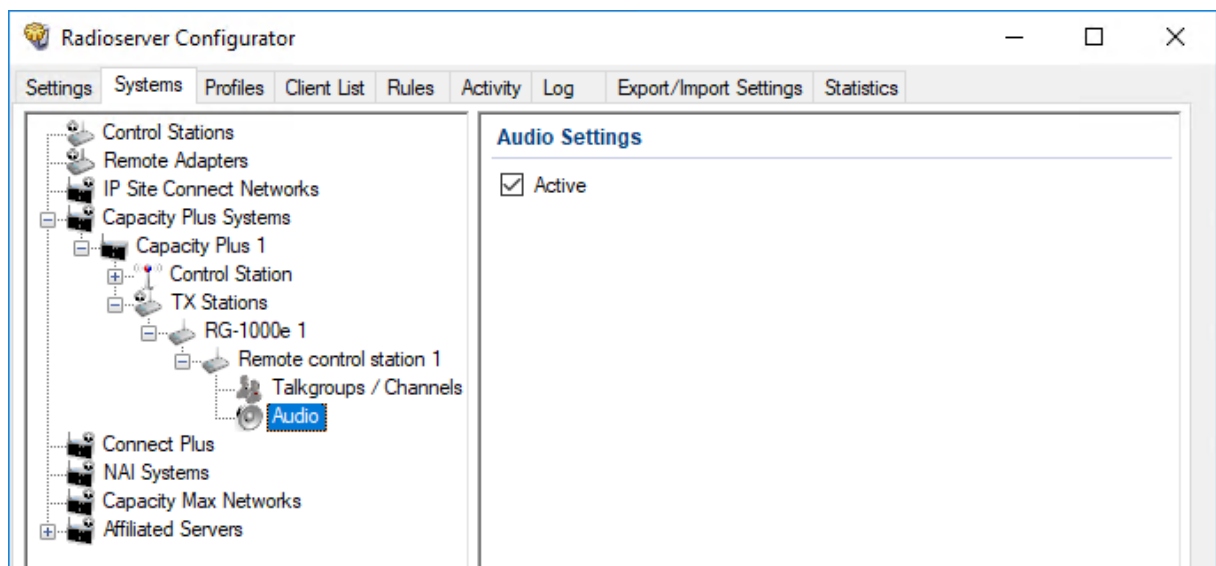 Radioserver Configurator
Settings Systems Profiles Client List Rules Activity Log Export/Import Settings Statistics
Control Stations
Remote Adapters
IP Site Connect Networks
Capacity Plus Systems
Capacity Plus 1
Control Station
TX Stations
RG-1000e 1
Remote control station 1
Talkgroups / Channels
Audio
Connect Plus
NAI Systems
Capacity Max Networks
Affiliated Servers
Audio Settings
Active